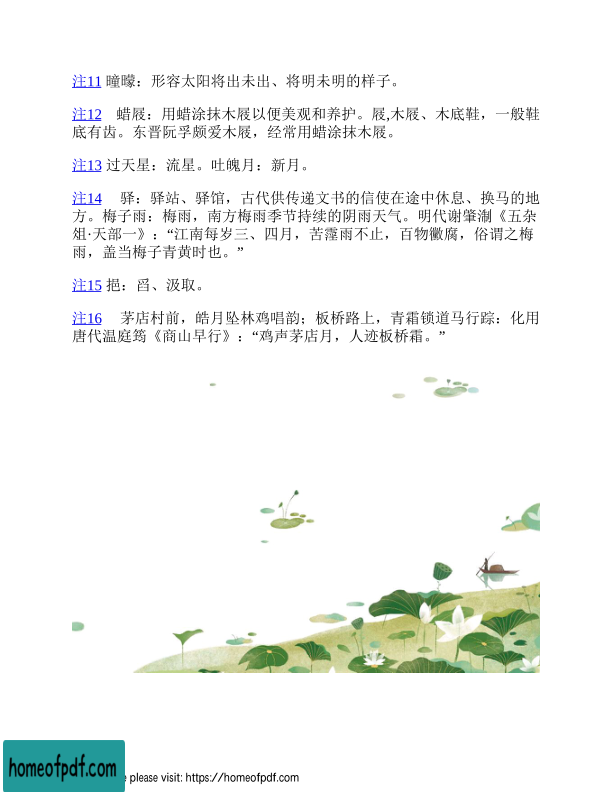 注11 曈曚：形容太阳将出未出、将明未明的样子。
注12 蜡屐：用蜡涂抹木屐以便美观和养护。屐,木屐、木底鞋，一般鞋
底有齿。东晋阮孚颇爱木屐，经常用蜡涂抹木屐。
注13 过天星：流星。吐魄月：新月。
注14 驿：驿站、驿馆，古代供传递文书的信使在途中休息、换马的地
方。梅子雨：梅雨，南方梅雨季节持续的阴雨天气。明代谢肇淛《五杂
俎·天部一》：“江南每岁三、四月，苦霪雨不止，百物黴腐，俗谓之梅
雨，盖当梅子青黄时也。”
注15 挹：舀、汲取。
注16 茅店村前，皓月坠林鸡唱韵；板桥路上，青霜锁道马行踪：化用
唐代温庭筠《商山早行》：“鸡声茅店月，人迹板桥霜。”
homeofpdf.com
e please visit: https://homeofpdf.com